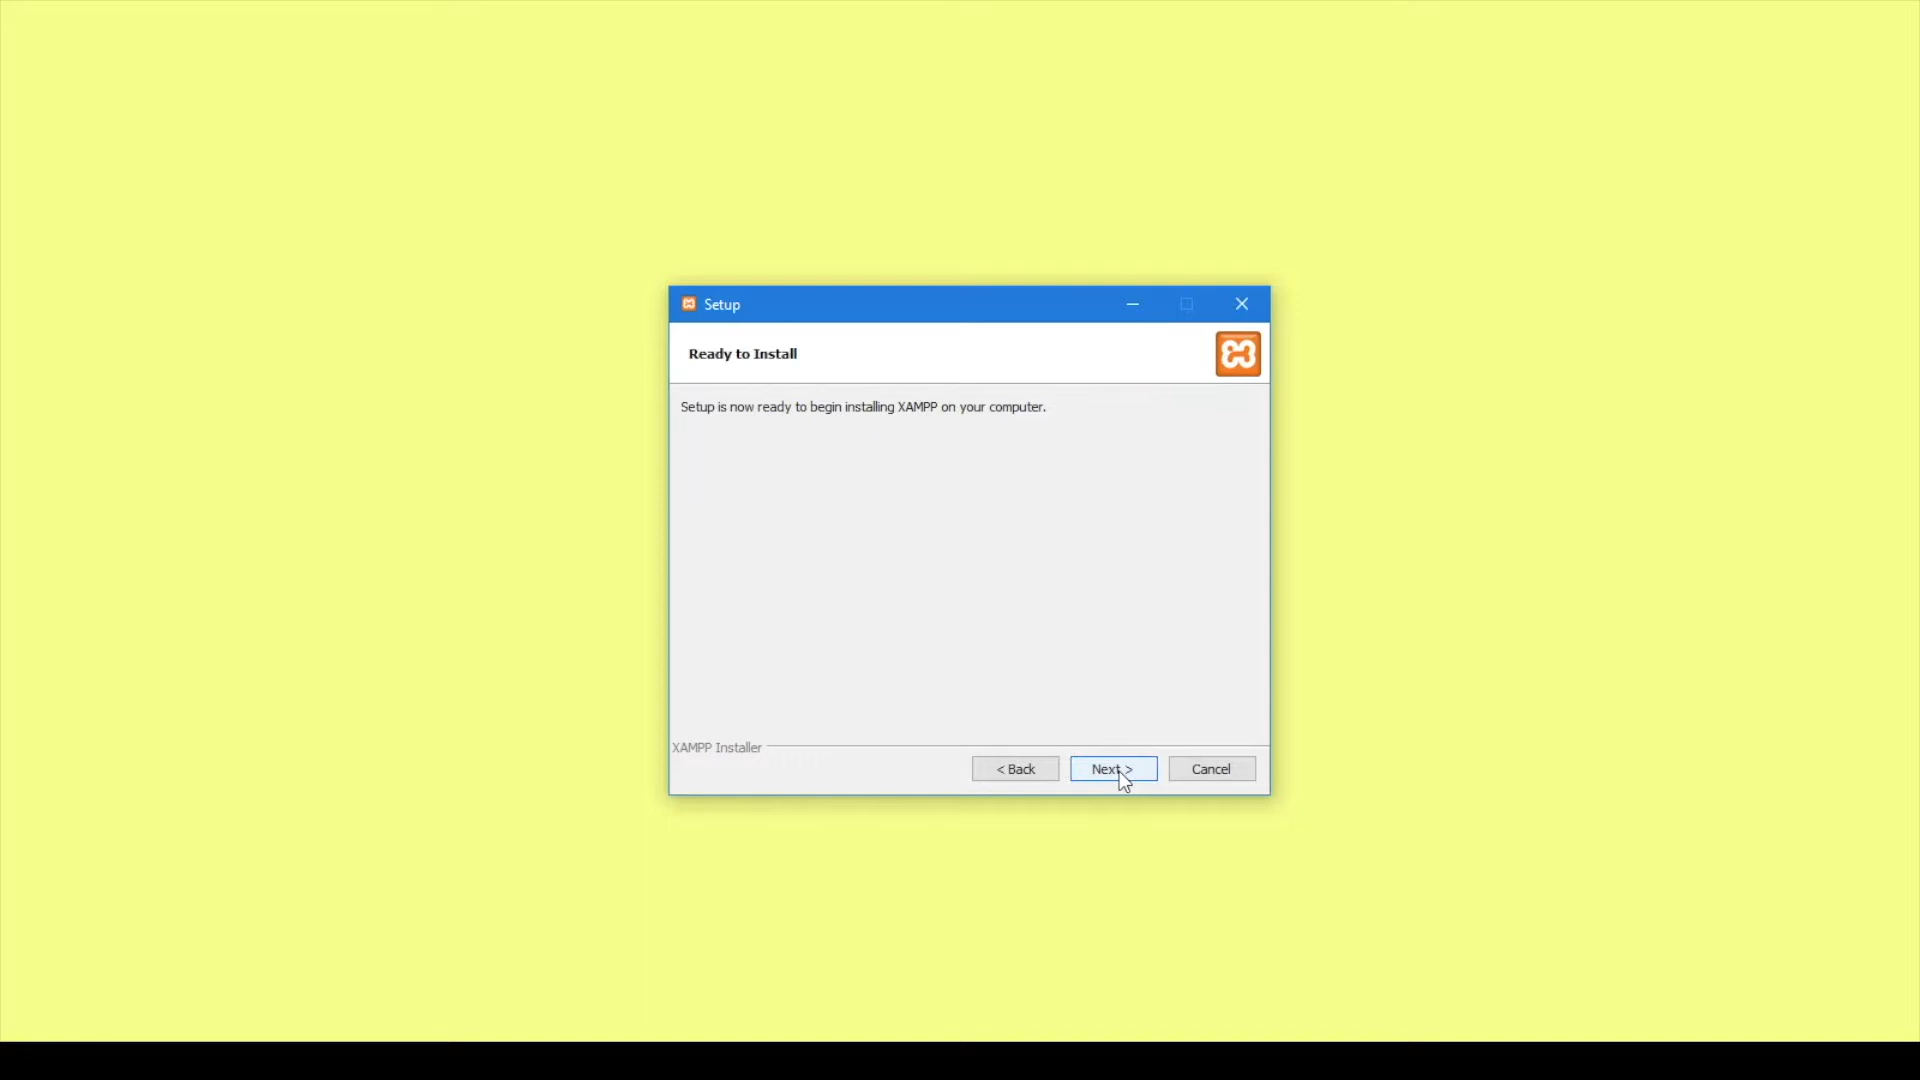 Setup
Ready to Install
Setup is now ready to begin installing XAMPP on your computer.
XAMPP Installer
< Back
Next >
Cancel